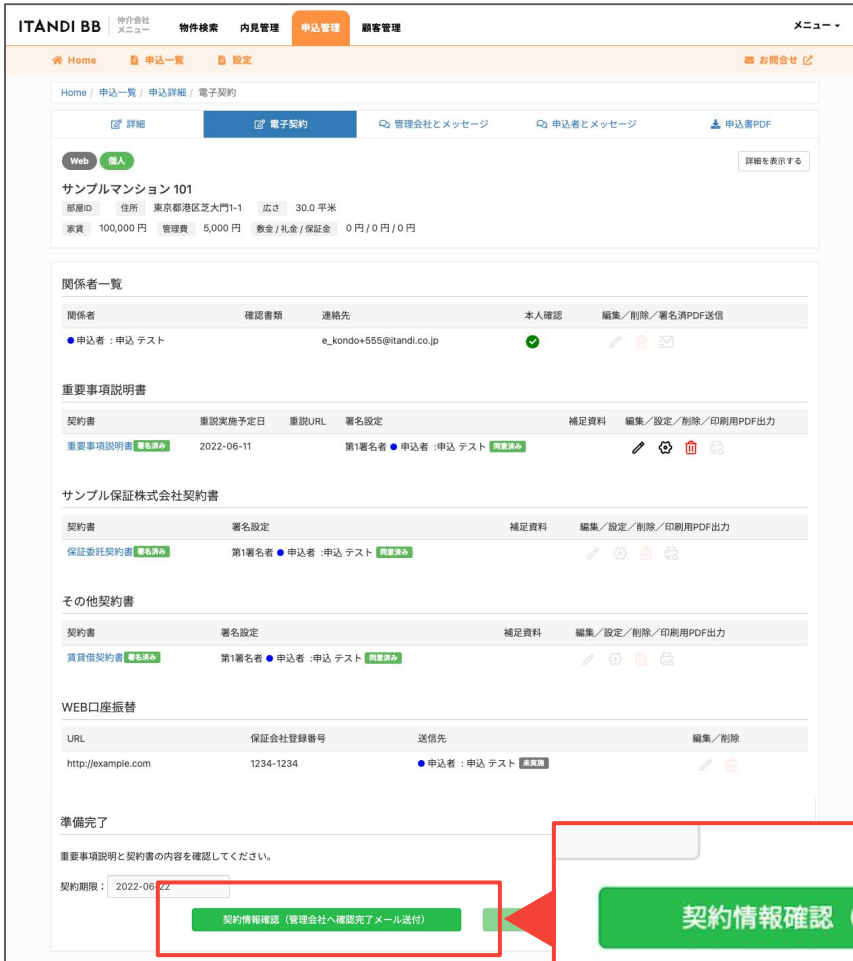 ITANDI BB 仲介会社メニュー 物件検索 内見管理 申込管理 顧客管理 メニュー
Home 申込一覧 設定 お問合せ
Home / 申込一覧 / 申込詳細 / 電子契約
詳細 電子契約 管理会社とメッセージ 申込者とメッセージ 申込書PDF
Web 個人 詳細を表示する
サンプルマンション 101
部屋ID 住所 東京都港区芝大門1-1 広さ 30.0 平米
家賃 100,000 円 管理費 5,000 円 敷金 / 礼金 / 保証金 0 円 / 0 円 / 0 円
関係者一覧
関係者 確認書類 連絡先 本人確認 編集／削除／署名済PDF送信
申込者 : 申込 テスト e_kondo+555@itandi.co.jp
重要事項説明書
契約書 重説実施予定日 重説URL 署名設定 補足資料 編集／設定／削除／印刷用PDF出力
重要事項説明書 署名済み 2022-06-11 第1署名者 申込者 :申込 テスト 同意済み
サンプル保証株式会社契約書
契約書 署名設定 補足資料 編集／設定／削除／印刷用PDF出力
保証委託契約書 署名済み 第1署名者 申込者 :申込 テスト 同意済み
その他契約書
契約書 署名設定 補足資料 編集／設定／削除／印刷用PDF出力
賃貸借契約書 署名済み 第1署名者 申込者 :申込 テスト 同意済み
WEB口座振替
URL 保証会社登録番号 送信先 編集／削除
http://example.com 1234-1234 申込者 : 申込 テスト 未実施
準備完了
重要事項説明と契約書の内容を確認してください。
契約期限： 2022-06-22
契約情報確認（管理会社へ確認完了メール送付）
契約情報確認（